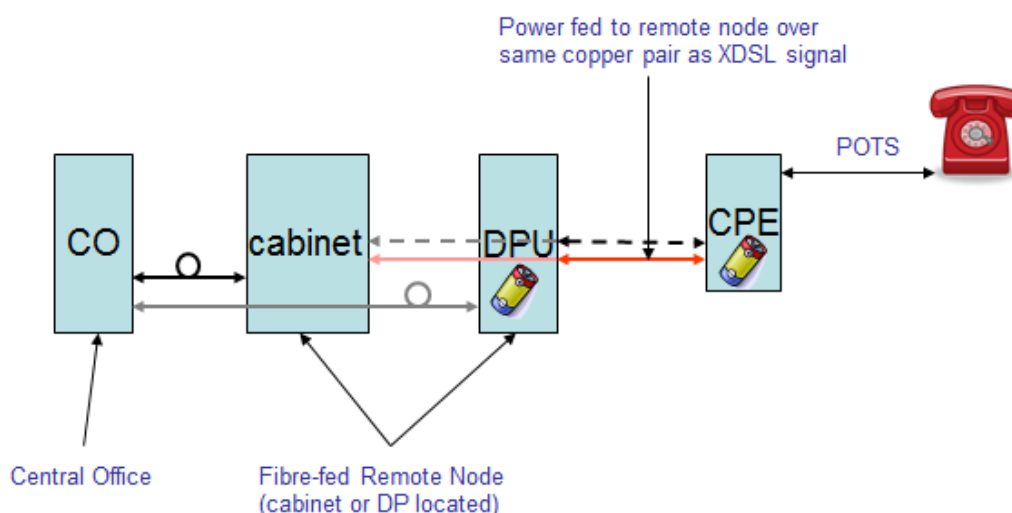 Power fed to remote node over
same copper pair as XDSL signal
POTS
CO
cabinet
DPU
CPE
Central Office
Fibre-fed Remote Node
(cabinet or DP located)